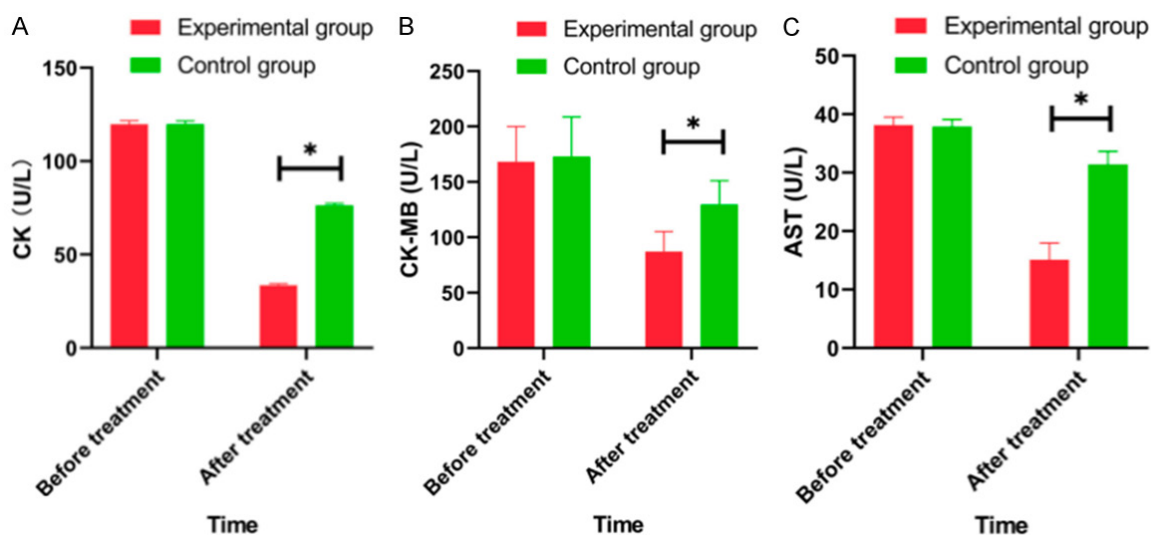 A
Experimental group
Control group
150
100
50
0
CK (U/L)
*
Before treatment
After treatment
Time
B
Experimental group
Control group
250
200
150
100
50
0
CK-MB (U/L)
*
Before treatment
After treatment
Time
C
Experimental group
Control group
50
40
30
20
10
0
AST (U/L)
*
Before treatment
After treatment
Time